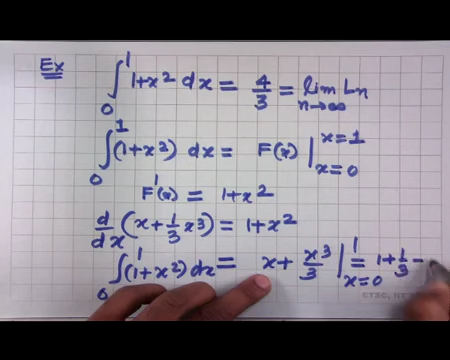 Ex ∫₀¹ 1+x² dx = 4/3 = lim n→∞ Ln
∫₀¹ (1+x²) dx = F(x) |x=1 x=0
F'(x) = 1+x²
d/dx (x+1/3 x³) = 1+x²
∫₀¹ (1+x²) dx = x + x³/3 |¹ x=0 = 1+1/3 −